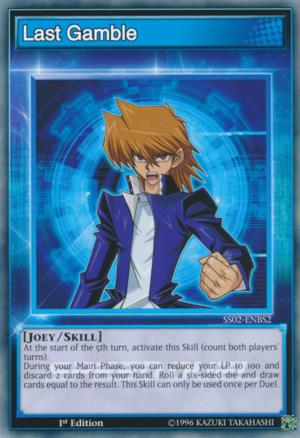 Last Gamble
SS02-ENBS2
[JOEY/SKILL]
At the start of the 5th turn, activate this Skill (count both players'
turns).
During your Main Phase, you can reduce your LP to 100 and
discard 2 cards from your hand. Roll a six-sided die and draw
cards equal to the result. This Skill can only be used once per Duel.
1st Edition
©1996 KAZUKI TAKAHASHI